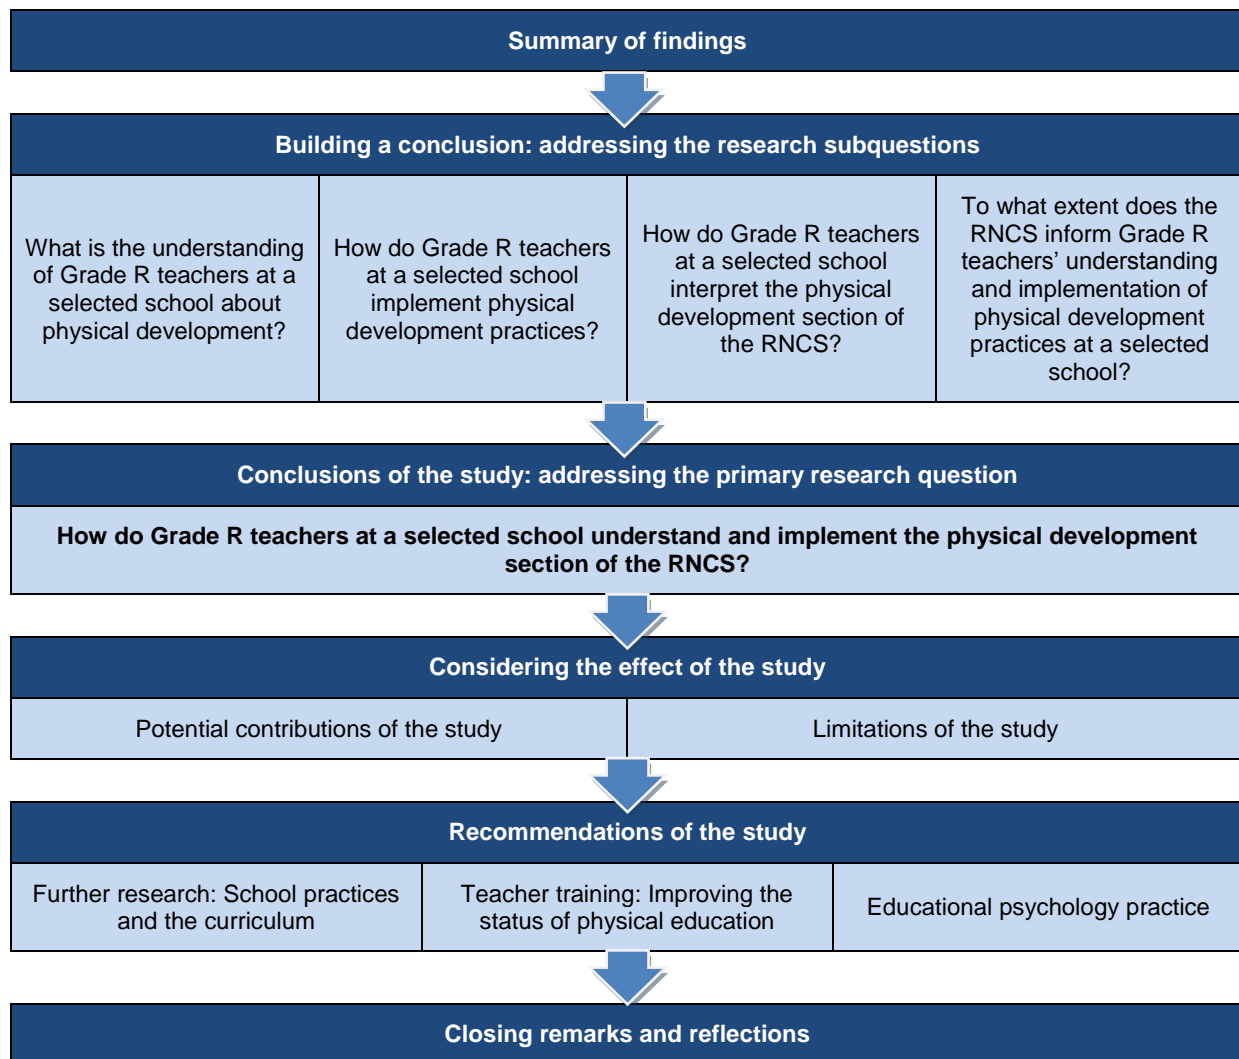 Summary of findings
Building a conclusion: addressing the research subquestions
What is the understanding
of Grade R teachers at a
selected school about
physical development?
How do Grade R teachers
at a selected school
implement physical
development practices?
How do Grade R teachers
at a selected school
interpret the physical
development section of
the RNCS?
To what extent does the
RNCS inform Grade R
teachers’ understanding
and implementation of
physical development
practices at a selected
school?
Conclusions of the study: addressing the primary research question
How do Grade R teachers at a selected school understand and implement the physical development
section of the RNCS?
Considering the effect of the study
Potential contributions of the study
Limitations of the study
Recommendations of the study
Further research: School practices
and the curriculum
Teacher training: Improving the
status of physical education
Educational psychology practice
Closing remarks and reflections